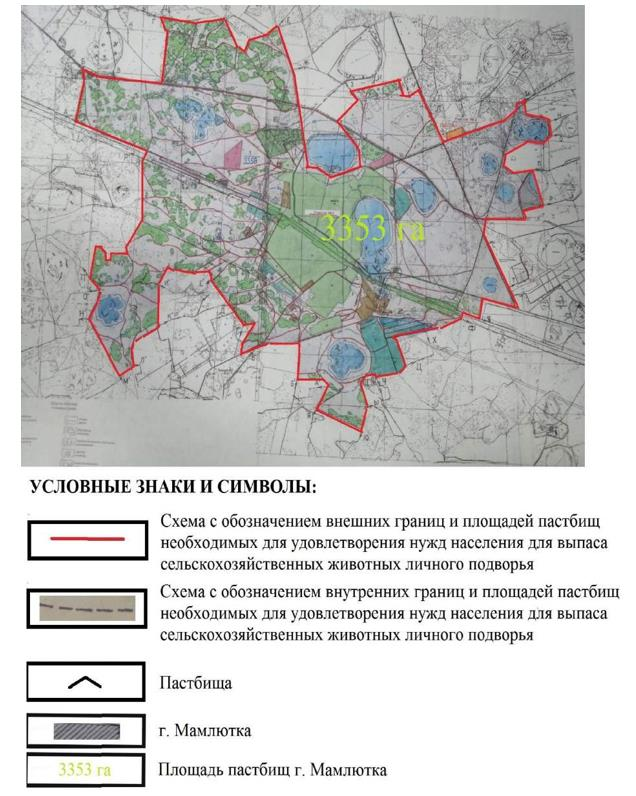 3353 га
УСЛОВНЫЕ ЗНАКИ И СИМВОЛЫ:
Схема с обозначением внешних границ и площадей пастбищ
необходимых для удовлетворения нужд населения для выпаса
сельскохозяйственных животных личного подворья
Схема с обозначением внутренних границ и площадей пастбищ
необходимых для удовлетворения нужд населения для выпаса
сельскохозяйственных животных личного подворья
Пастбища
г. Мамлютка
3353 га
Площадь пастбищ г. Мамлютка